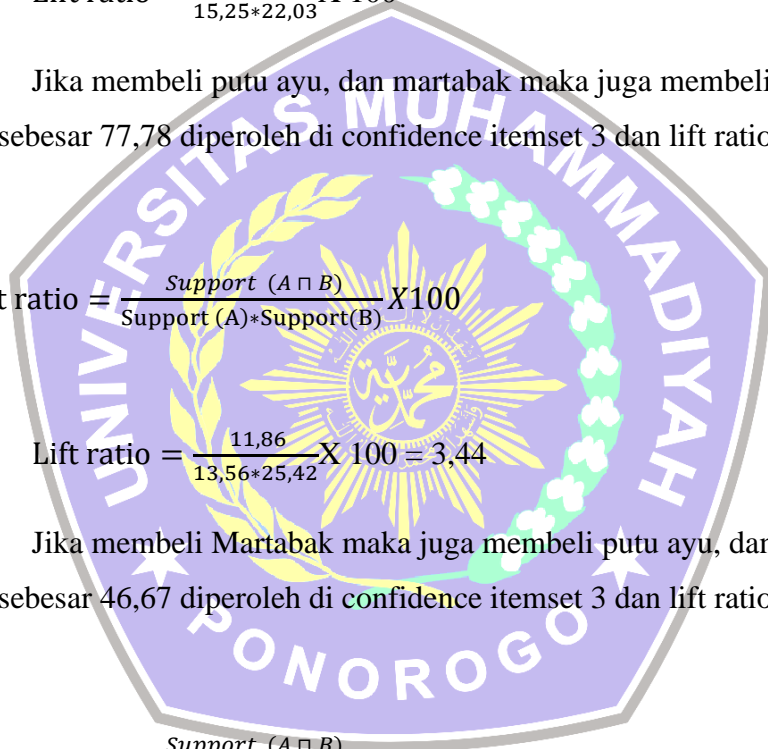 15,25*22,03
Jika membeli putu ayu, dan martabak maka juga membeli
sebesar 77,78 diperoleh di confidence itemset 3 dan lift ratio
t ratio = Support (A ⊓ B) / Support (A)*Support(B) X100
Lift ratio = 11,86 / 13,56*25,42 X 100 = 3,44
Jika membeli Martabak maka juga membeli putu ayu, dan
sebesar 46,67 diperoleh di confidence itemset 3 dan lift ratio
Support (A ⊓ B)
UNIVERSITAS MUHAMMADIYAH
PONOROGO
محمدية